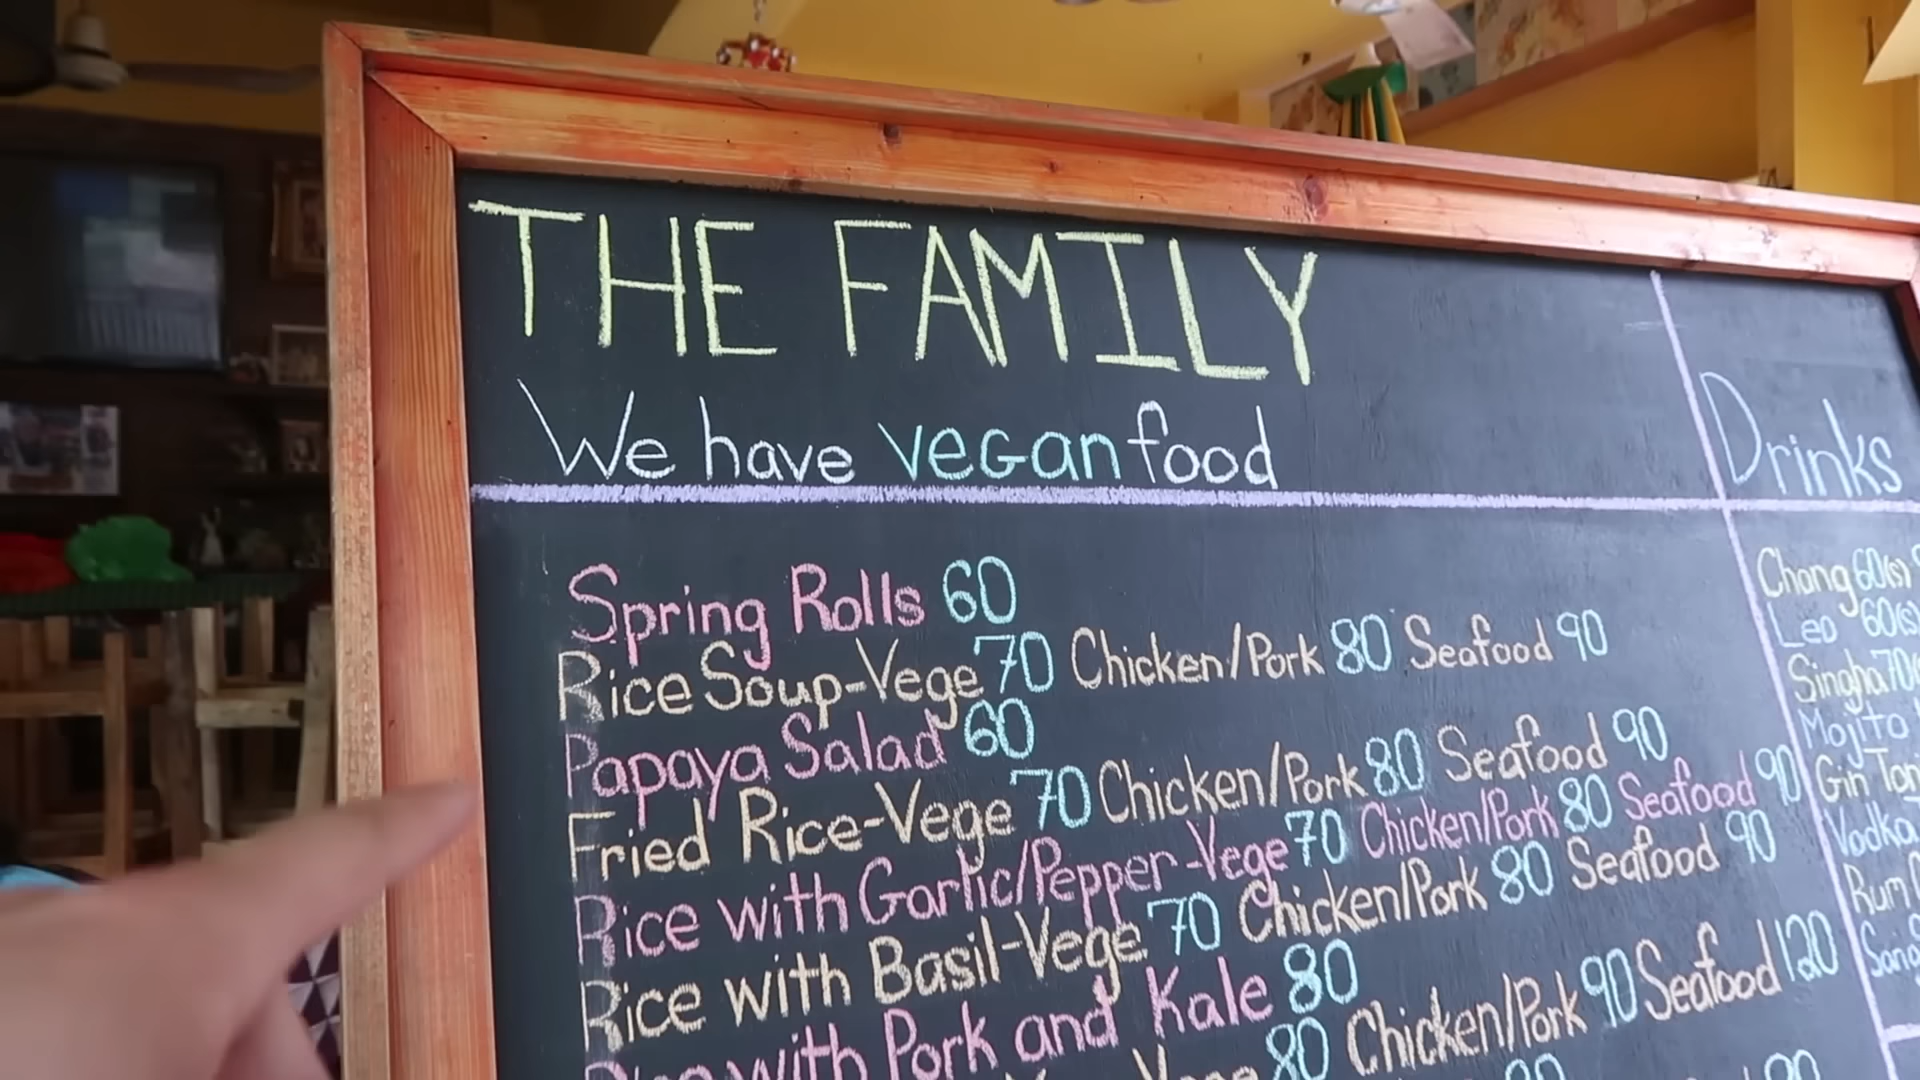 THE FAMILY
We have vegan food
Spring Rolls 60
Rice Soup-Vege 70 Chicken/Pork 80 Seafood 90
Papaya Salad 60
Fried Rice-Vege 70 Chicken/Pork 80 Seafood 90
Rice with Garlic/Pepper-Vege 70 Chicken/Pork 80 Seafood 90
Rice with Basil-Vege 70 Chicken/Pork 80 Seafood 90
Rice with Pork and Kale 80
Vege 80 Chicken/Pork 90 Seafood 120
Drinks
Chang 60(s)
Leo 60(s)
Singha 70
Mojito
Gin Ton
Vodka
Rum